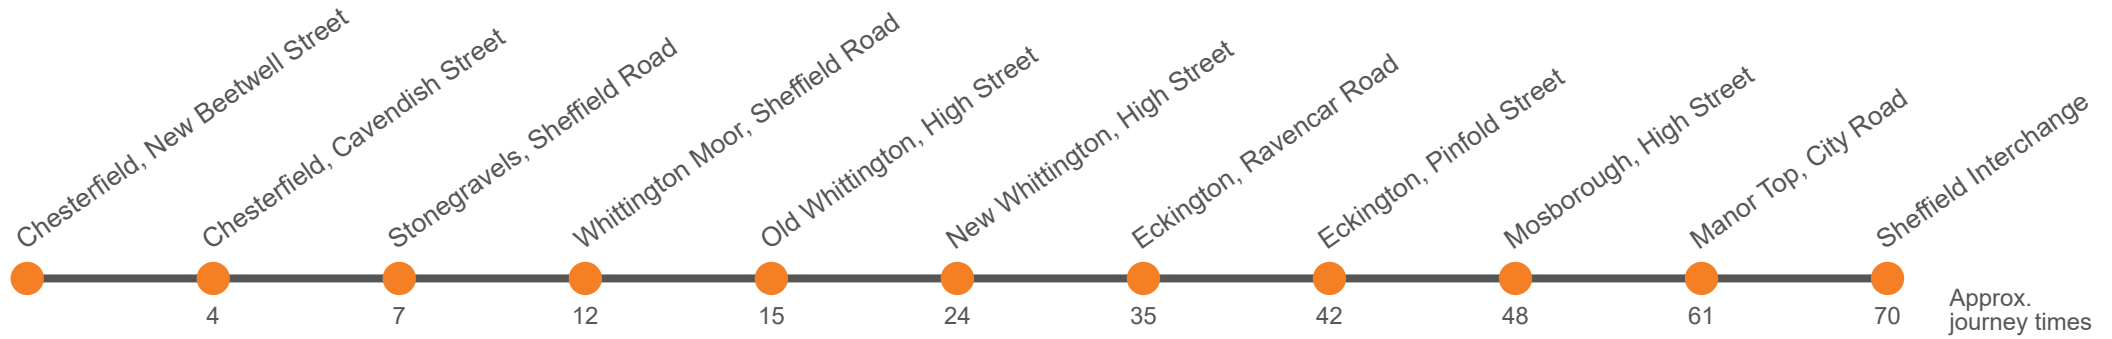 Chesterfield, New Beetwell Street
Chesterfield, Cavendish Street
Stonegravels, Sheffield Road
Whittington Moor, Sheffield Road
Old Whittington, High Street
New Whittington, High Street
Eckington, Ravencar Road
Eckington, Pinfold Street
Mosborough, High Street
Manor Top, City Road
Sheffield Interchange
4 7 12 15 24 35 42 48 61 70
Approx.
journey times